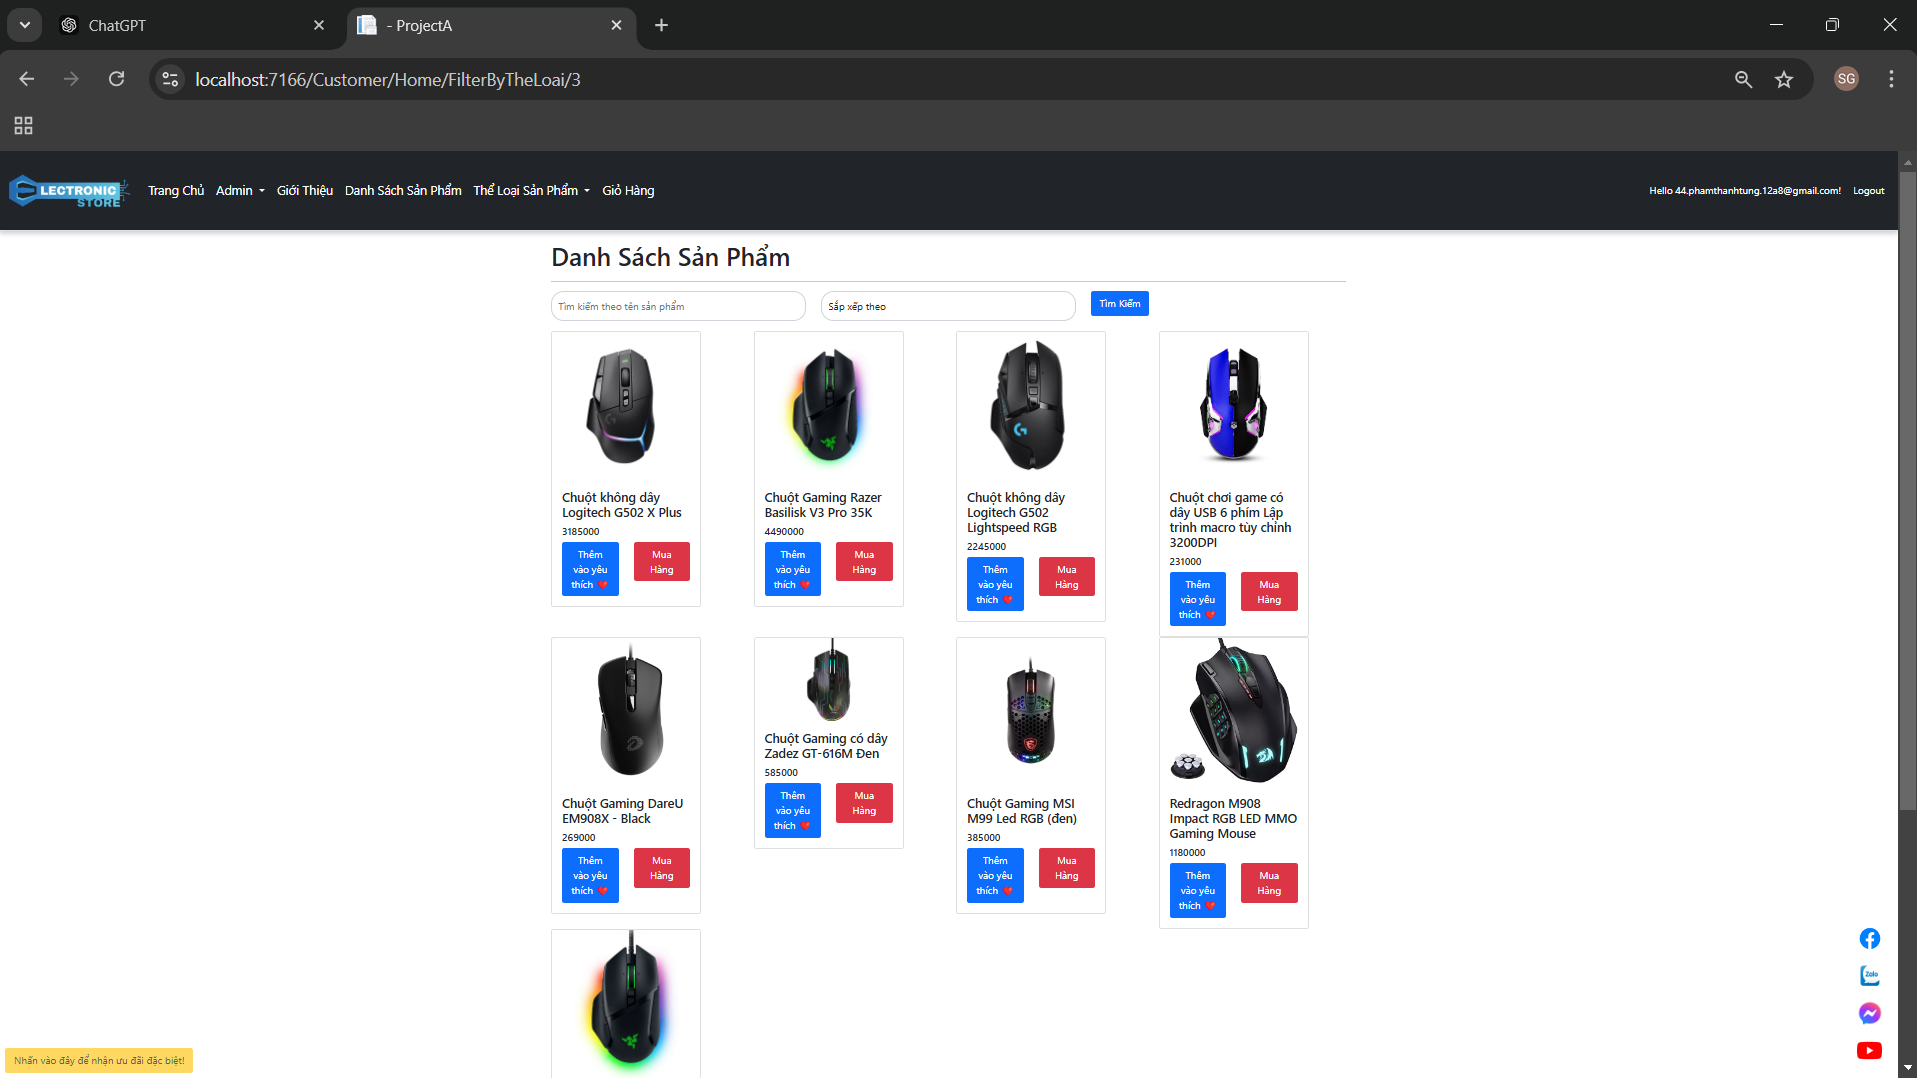 ChatGPT
- ProjectA
localhost:7166/Customer/Home/FilterByTheLoai/3
SG
ELECTRONIC
STORE
Trang Chủ
Admin
Giới Thiệu
Danh Sách Sản Phẩm
Thể Loại Sản Phẩm
Giỏ Hàng
Hello 44.phamthanhtung.12a8@gmail.com!
Logout
Danh Sách Sản Phẩm
Tìm kiếm theo tên sản phẩm
Sắp xếp theo
Tìm Kiếm
Chuột không dây
Logitech G502 X Plus
3185000
Thêm
vào yêu
thích ❤️
Mua
Hàng
Chuột Gaming Razer
Basilisk V3 Pro 35K
4490000
Thêm
vào yêu
thích ❤️
Mua
Hàng
Chuột không dây
Logitech G502
Lightspeed RGB
2245000
Thêm
vào yêu
thích ❤️
Mua
Hàng
Chuột chơi game có
dây USB 6 phím Lập
trình macro tùy chỉnh
3200DPI
231000
Thêm
vào yêu
thích ❤️
Mua
Hàng
Chuột Gaming DareU
EM908X - Black
269000
Thêm
vào yêu
thích ❤️
Mua
Hàng
Chuột Gaming có dây
Zadez GT-616M Đen
585000
Thêm
vào yêu
thích ❤️
Mua
Hàng
Chuột Gaming MSI
M99 Led RGB (đen)
385000
Thêm
vào yêu
thích ❤️
Mua
Hàng
Redragon M908
Impact RGB LED MMO
Gaming Mouse
1180000
Thêm
vào yêu
thích ❤️
Mua
Hàng
Zalo
Nhấn vào đây để nhận ưu đãi đặc biệt!